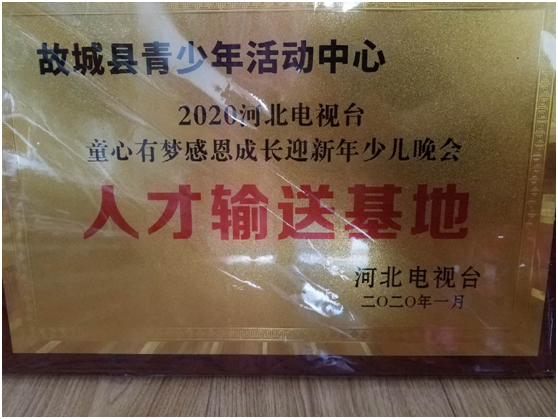 故城县青少年活动中心
2020河北电视台
童心有梦感恩成长迎新年少儿晚会
人才输送基地
河北电视台
二〇二〇年一月